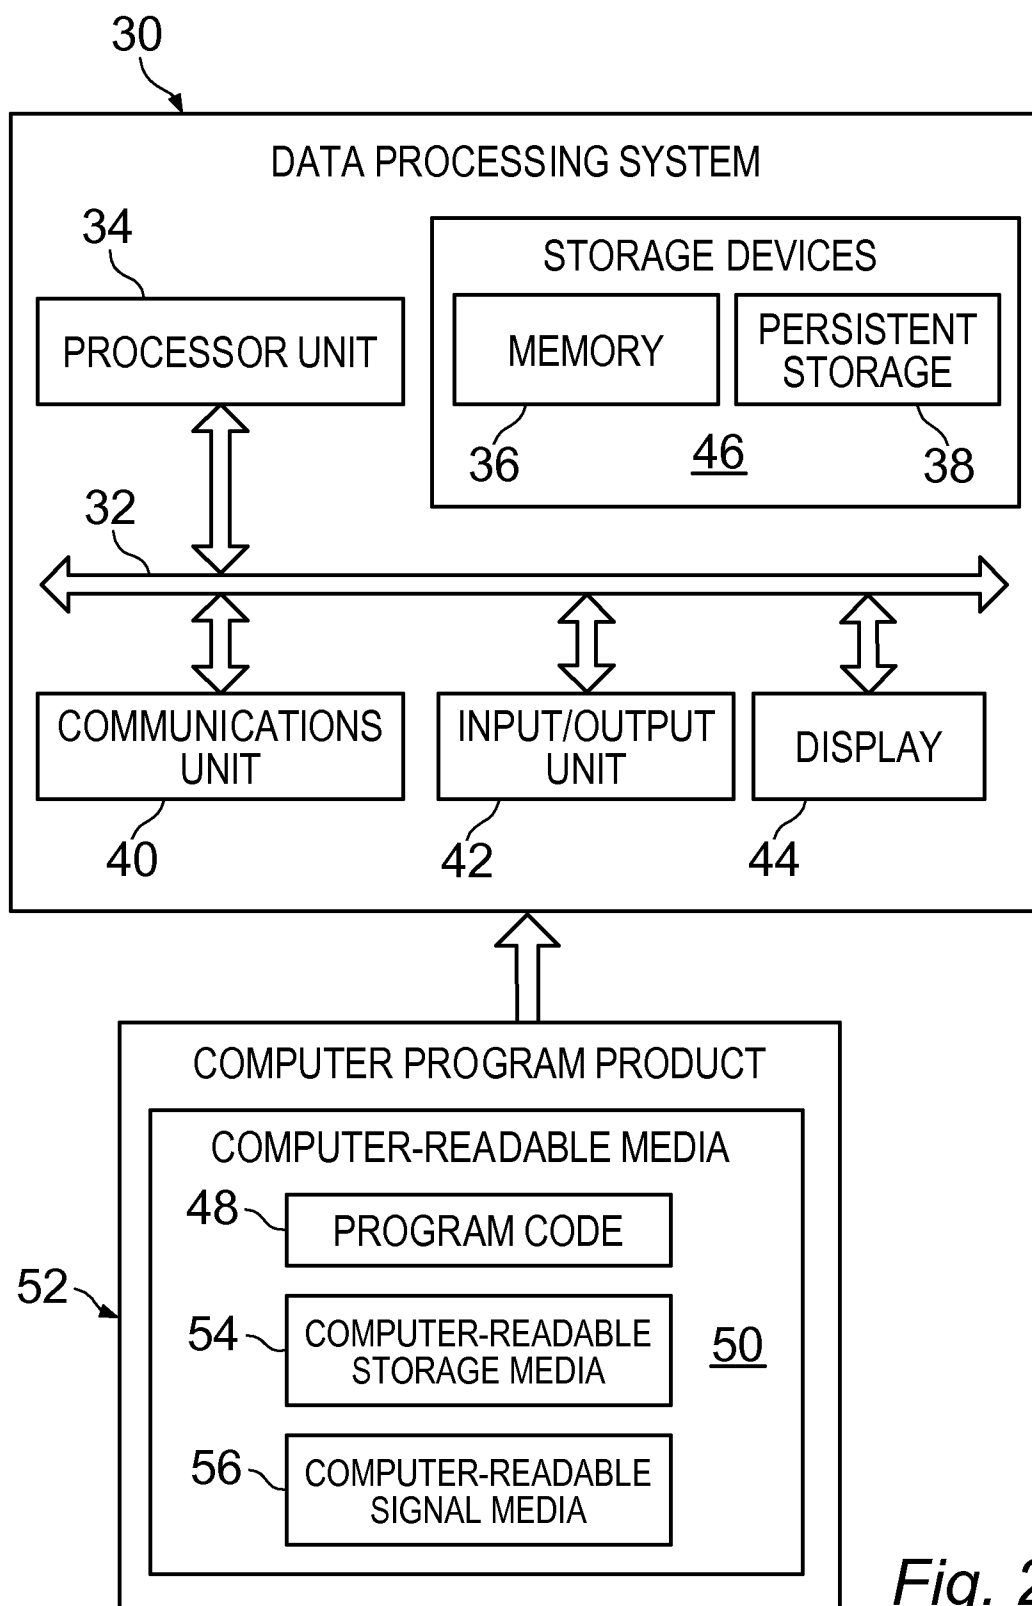 30
DATA PROCESSING SYSTEM
34
STORAGE DEVICES
PROCESSOR UNIT
MEMORY
PERSISTENT
STORAGE
36
46
38
32
COMMUNICATIONS
UNIT
INPUT/OUTPUT
UNIT
DISPLAY
40
42
44
COMPUTER PROGRAM PRODUCT
COMPUTER-READABLE MEDIA
48
PROGRAM CODE
52
54
COMPUTER-READABLE
STORAGE MEDIA
50
56
COMPUTER-READABLE
SIGNAL MEDIA
Fig. 2